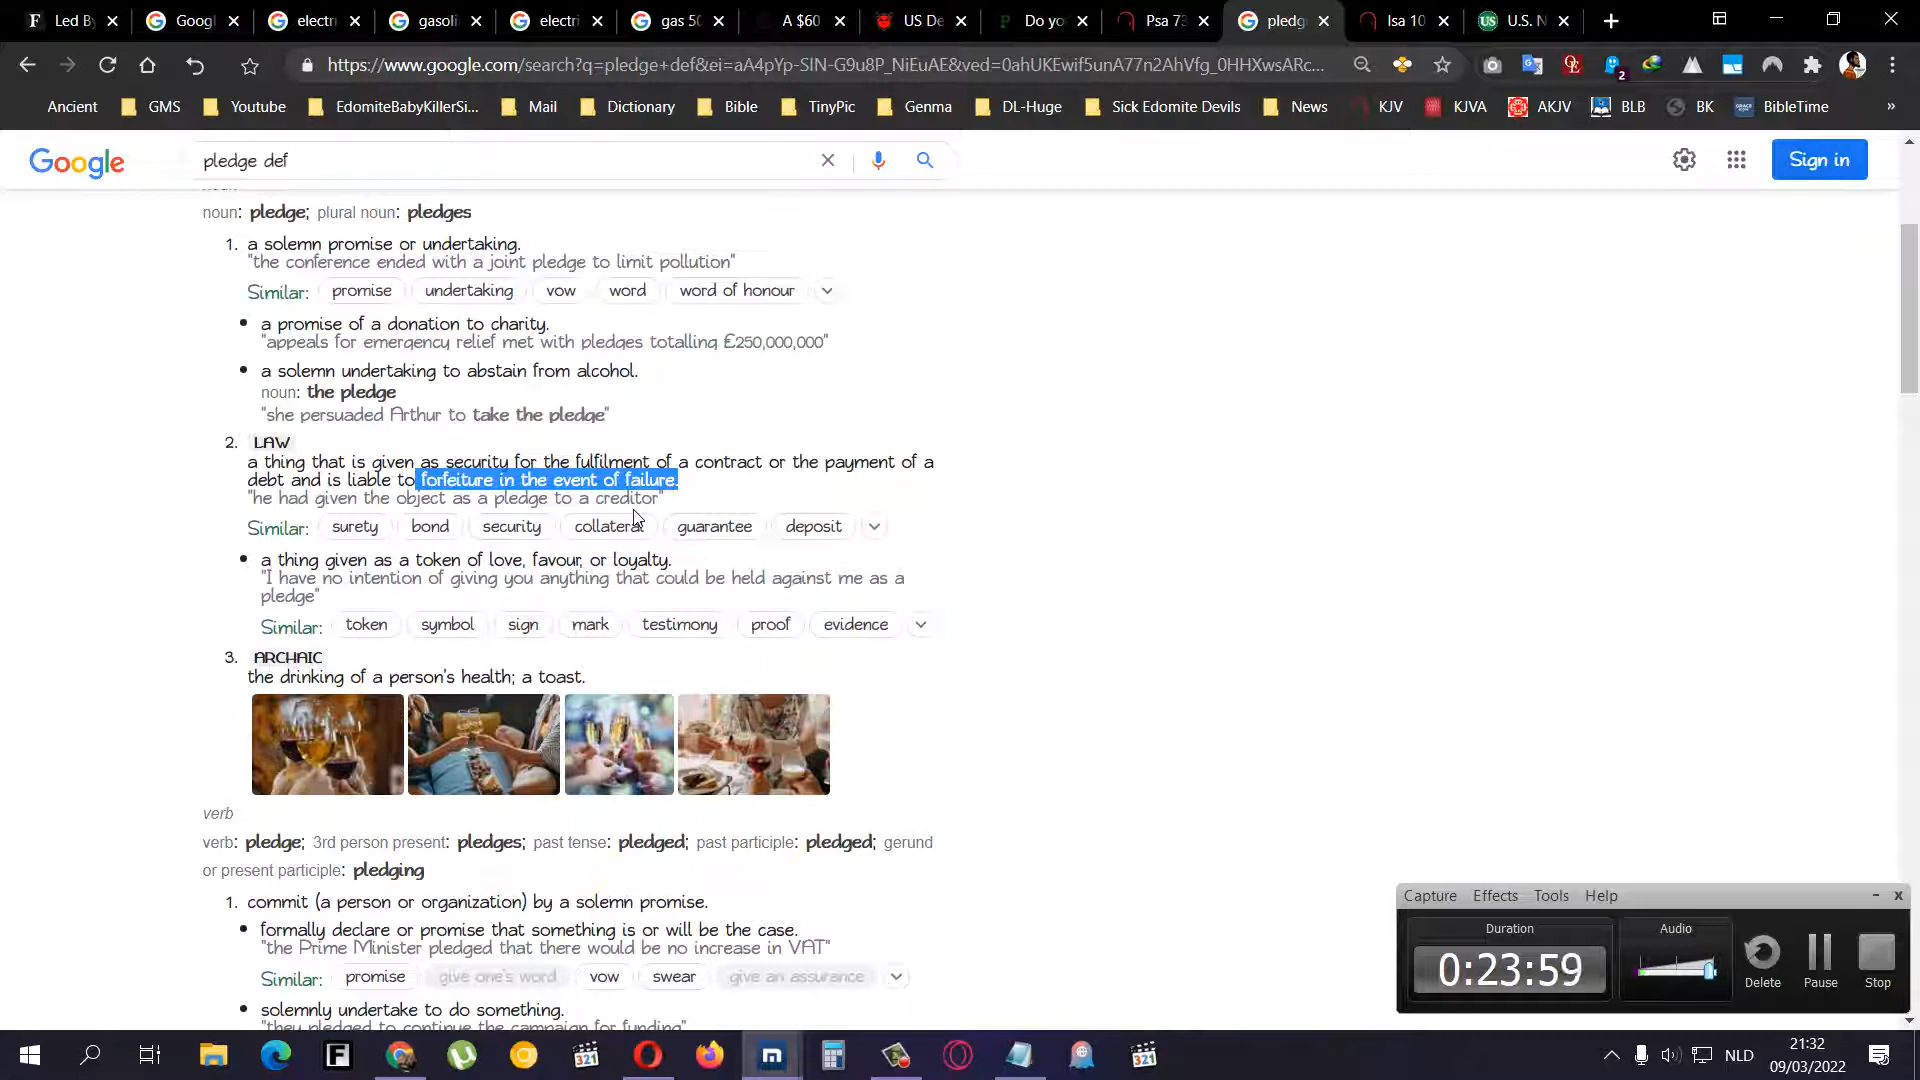 Led By
Googl
electri
gasoli
electri
gas 50
A $60
US De
Do yo
Psa 73
pledg
Isa 10
U.S. N
https://www.google.com/search?q=pledge+def&ei=aA4pYp-SIN-G9u8P_NiEuAE&ved=0ahUKEwif5unA77n2AhVfg_0HHXwsARc...
2
Ancient
GMS
Youtube
EdomiteBabyKillerSi...
Mail
Dictionary
Bible
TinyPic
Genma
DL-Huge
Sick Edomite Devils
News
KJV
KJVA
AKJV
BLB
BK
BibleTime
»
Google
pledge def
Sign in
noun: pledge; plural noun: pledges
1. a solemn promise or undertaking.
"the conference ended with a joint pledge to limit pollution"
Similar: promise undertaking vow word word of honour
• a promise of a donation to charity.
"appeals for emergency relief met with pledges totalling £250,000,000"
• a solemn undertaking to abstain from alcohol.
noun: the pledge
"she persuaded Arthur to take the pledge"
2. LAW
a thing that is given as security for the fulfilment of a contract or the payment of a
debt and is liable to forfeiture in the event of failure.
"he had given the object as a pledge to a creditor"
Similar: surety bond security collateral guarantee deposit
• a thing given as a token of love, favour, or loyalty.
"I have no intention of giving you anything that could be held against me as a
pledge"
Similar: token symbol sign mark testimony proof evidence
3. ARCHAIC
the drinking of a person's health; a toast.
verb
verb: pledge; 3rd person present: pledges; past tense: pledged; past participle: pledged; gerund
or present participle: pledging
1. commit (a person or organization) by a solemn promise.
• formally declare or promise that something is or will be the case.
"the Prime Minister pledged that there would be no increase in VAT"
Similar: promise give one's word vow swear give an assurance
• solemnly undertake to do something.
"they pledged to continue the campaign for funding"
Capture Effects Tools Help
Duration
Audio
0:23:59
Delete
Pause
Stop
NLD
21:32
09/03/2022